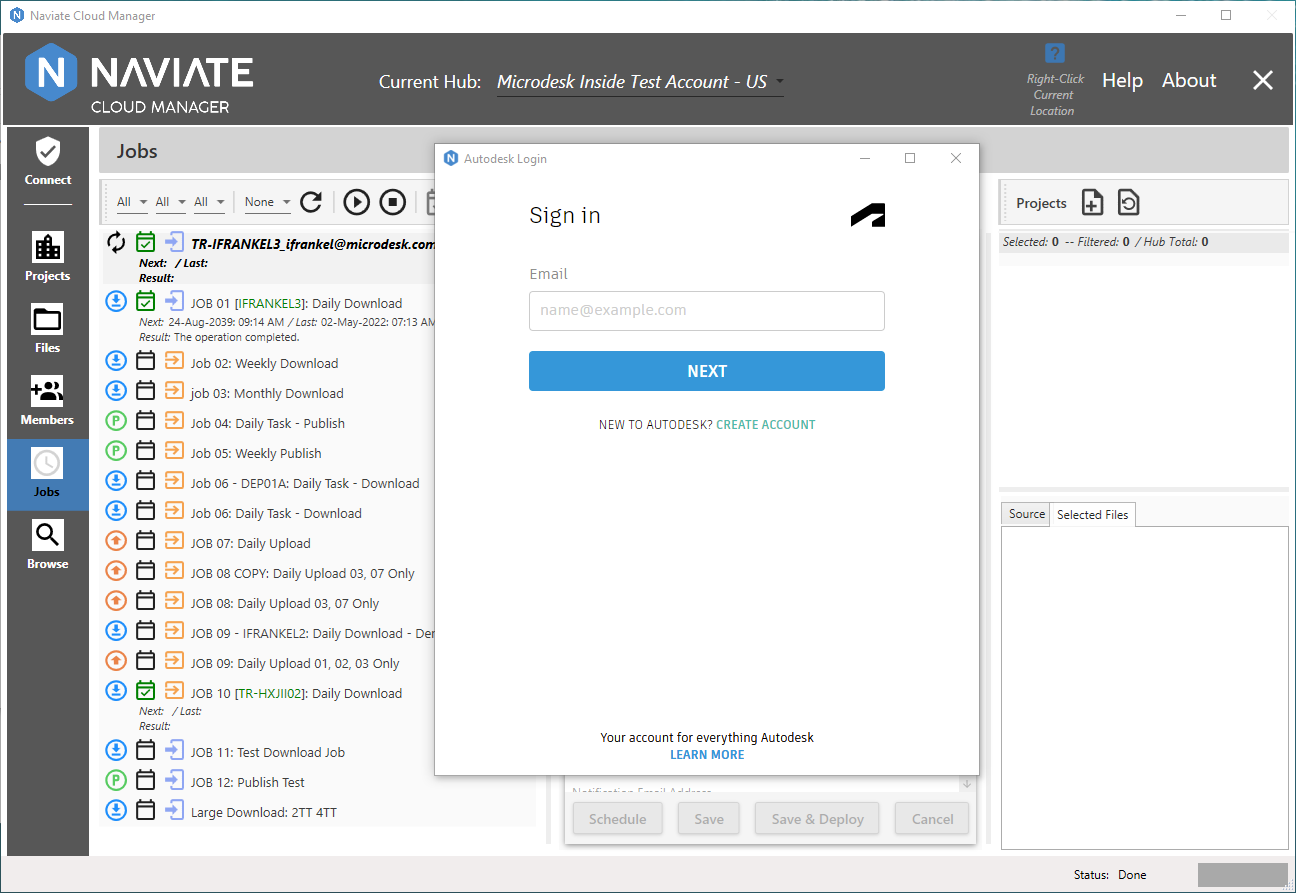 Naviate Cloud Manager
N NAVIATE
CLOUD MANAGER
Current Hub: Microdesk Inside Test Account - US
?
Right-Click
Current
Location
Help
About
Connect
Projects
Files
Members
Jobs
Browse
Jobs
All
All
All
None
TR-IFRANKEL3_ifrankel@microdesk.com
Next: / Last:
Result:
JOB 01 [IFRANKEL3]: Daily Download
Next: 24-Aug-2039: 09:14 AM / Last: 02-May-2022: 07:13 AM
Result: The operation completed.
Job 02: Weekly Download
job 03: Monthly Download
P Job 04: Daily Task - Publish
P Job 05: Weekly Publish
Job 06 - DEP01A: Daily Task - Download
Job 06: Daily Task - Download
JOB 07: Daily Upload
JOB 08 COPY: Daily Upload 03, 07 Only
JOB 08: Daily Upload 03, 07 Only
JOB 09 - IFRANKEL2: Daily Download - Der
JOB 09: Daily Upload 01, 02, 03 Only
JOB 10 [TR-HXJII02]: Daily Download
Next: / Last:
Result:
JOB 11: Test Download Job
P JOB 12: Publish Test
Large Download: 2TT 4TT
N Autodesk Login
Sign in
Email
name@example.com
NEXT
NEW TO AUTODESK? CREATE ACCOUNT
Your account for everything Autodesk
LEARN MORE
Notification Email Address
Schedule
Save
Save & Deploy
Cancel
Projects
Selected: 0 -- Filtered: 0 / Hub Total: 0
Source
Selected Files
Status: Done